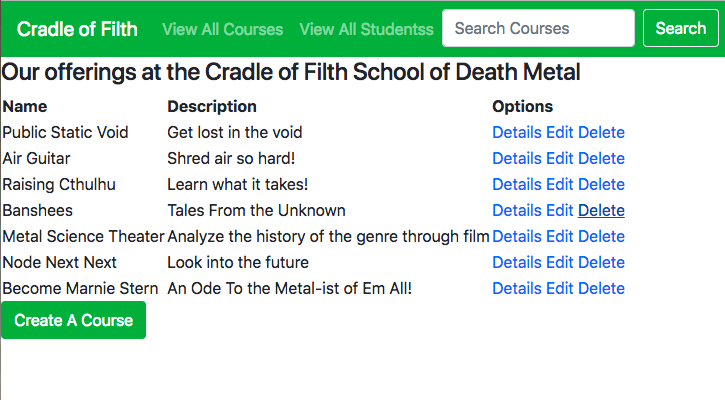 Cradle of Filth View All Courses View All Studentss Search Courses Search
Our offerings at the Cradle of Filth School of Death Metal
Name Description Options
Public Static Void Get lost in the void Details Edit Delete
Air Guitar Shred air so hard! Details Edit Delete
Raising Cthulhu Learn what it takes! Details Edit Delete
Banshees Tales From the Unknown Details Edit Delete
Metal Science Theater Analyze the history of the genre through film Details Edit Delete
Node Next Next Look into the future Details Edit Delete
Become Marnie Stern An Ode To the Metal-ist of Em All! Details Edit Delete
Create A Course